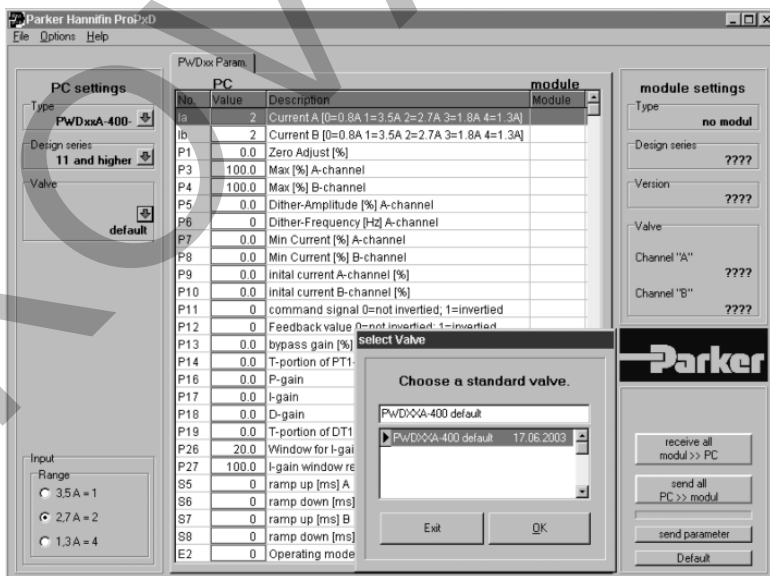 Parker Hannifin ProPxD
File Options Help
PWDxx Param.
PC settings
Type
PWDxxA-400-
Design series
11 and higher
Valve
default
PC module
No. Value Description Module
Ia 2 Current A [0=0.8A 1=3.5A 2=2.7A 3=1.8A 4=1.3A]
Ib 2 Current B [0=0.8A 1=3.5A 2=2.7A 3=1.8A 4=1.3A]
P1 0.0 Zero Adjust [%]
P3 100.0 Max [%] A-channel
P4 100.0 Max [%] B-channel
P5 0.0 Dither-Amplitude [%] A-channel
P6 0 Dither-Frequency [Hz] A-channel
P7 0.0 Min Current [%] A-channel
P8 0.0 Min Current [%] B-channel
P9 0.0 inital current A-channel [%]
P10 0.0 inital current B-channel [%]
P11 0 command signal 0=not invertied; 1=invertied
P12 0 Feedback value 0=not invertied; 1=invertied
P13 0.0 bypass gain [%]
P14 0.0 T-portion of PT1-
P16 0.0 P-gain
P17 0.0 I-gain
P18 0.0 D-gain
P19 0.0 T-portion of DT1
P26 20.0 Window for I-gai
P27 100.0 I-gain window re
S5 0 ramp up [ms] A
S6 0 ramp down [ms]
S7 0 ramp up [ms] B
S8 0 ramp down [ms]
E2 0 Operating mode
select Valve
Choose a standard valve.
PWDXXA-400 default
PWDXXA-400 default 17.06.2003
Exit OK
Input
Range
3,5 A = 1
2,7 A = 2
1,3 A = 4
module settings
Type
no modul
Design series
????
Version
????
Valve
Channel "A"
????
Channel "B"
????
Parker
receive all
modul >> PC
send all
PC >> modul
send parameter
Default